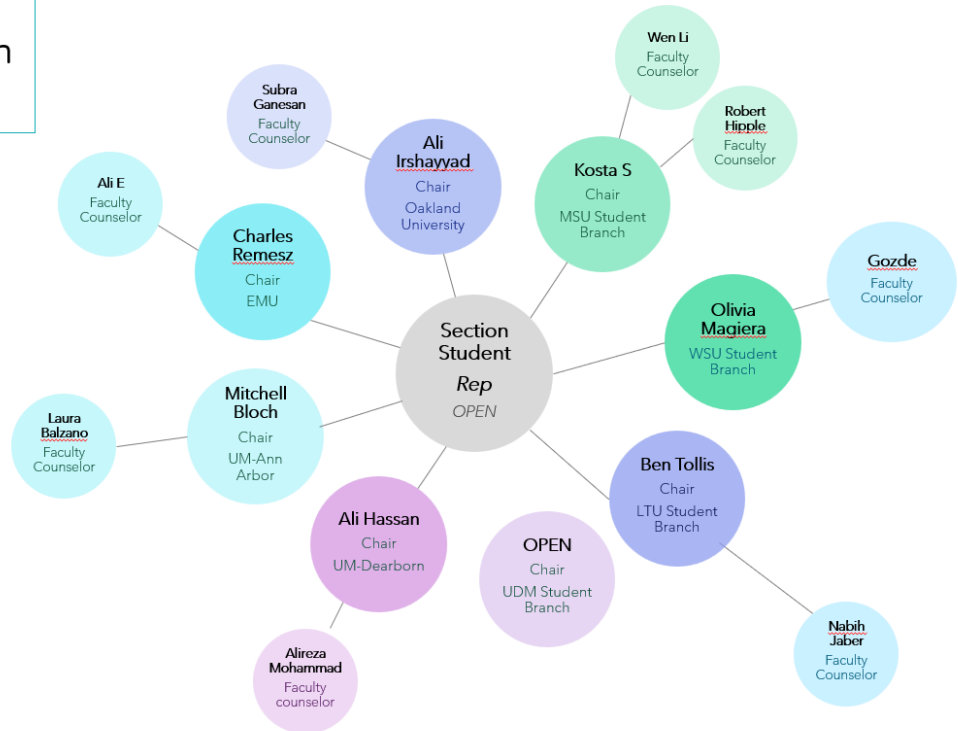 n
Wen Li
Faculty
Counselor
Subra
Ganesan
Faculty
Counselor
Robert
Hipple
Faculty
Counselor
Ali
Irshayyad
Chair
Oakland
University
Kosta S
Chair
MSU Student
Branch
Ali E
Faculty
Counselor
Charles
Remesz
Chair
EMU
Gozde
Faculty
Counselor
Olivia
Magiera
WSU Student
Branch
Section
Student
Rep
OPEN
Mitchell
Bloch
Chair
UM-Ann
Arbor
Laura
Balzano
Faculty
Counselor
Ben Tollis
Chair
LTU Student
Branch
Ali Hassan
Chair
UM-Dearborn
OPEN
Chair
UDM Student
Branch
Nabih
Jaber
Faculty
Counselor
Alireza
Mohammad
Faculty
counselor